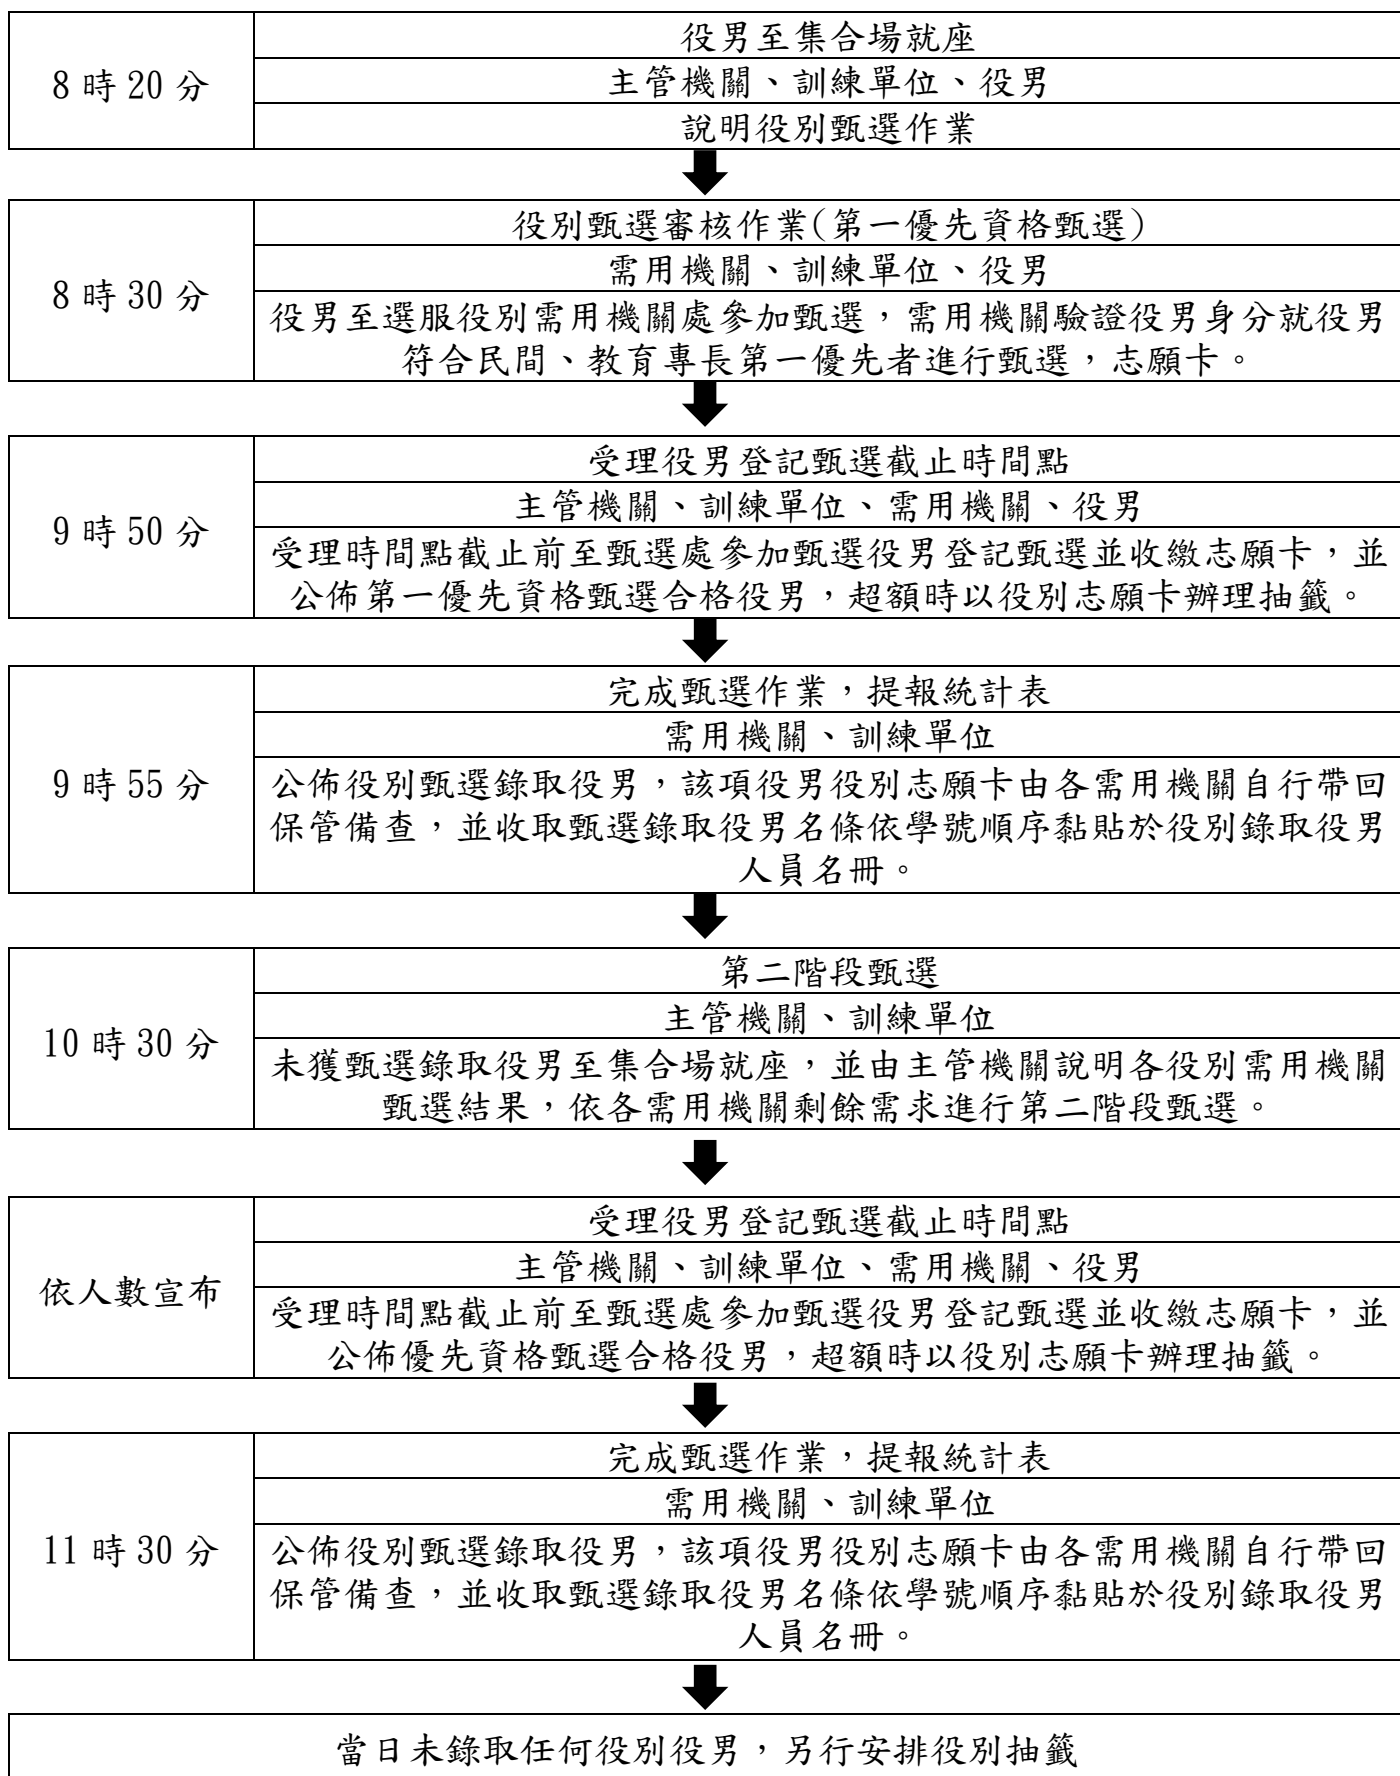 8 時 20 分
役男至集合場就座
主管機關、訓練單位、役男
說明役別甄選作業
8 時 30 分
役別甄選審核作業(第一優先資格甄選)
需用機關、訓練單位、役男
役男至選服役別需用機關處參加甄選，需用機關驗證役男身分就役男
符合民間、教育專長第一優先者進行甄選，志願卡。
9 時 50 分
受理役男登記甄選截止時間點
主管機關、訓練單位、需用機關、役男
受理時間點截止前至甄選處參加甄選役男登記甄選並收繳志願卡，並
公佈第一優先資格甄選合格役男，超額時以役別志願卡辦理抽籤。
9 時 55 分
完成甄選作業，提報統計表
需用機關、訓練單位
公佈役別甄選錄取役男，該項役男役別志願卡由各需用機關自行帶回
保管備查，並收取甄選錄取役男名條依學號順序黏貼於役別錄取役男
人員名冊。
10 時 30 分
第二階段甄選
主管機關、訓練單位
未獲甄選錄取役男至集合場就座，並由主管機關說明各役別需用機關
甄選結果，依各需用機關剩餘需求進行第二階段甄選。
依人數宣布
受理役男登記甄選截止時間點
主管機關、訓練單位、需用機關、役男
受理時間點截止前至甄選處參加甄選役男登記甄選並收繳志願卡，並
公佈優先資格甄選合格役男，超額時以役別志願卡辦理抽籤。
11 時 30 分
完成甄選作業，提報統計表
需用機關、訓練單位
公佈役別甄選錄取役男，該項役男役別志願卡由各需用機關自行帶回
保管備查，並收取甄選錄取役男名條依學號順序黏貼於役別錄取役男
人員名冊。
當日未錄取任何役別役男，另行安排役別抽籤